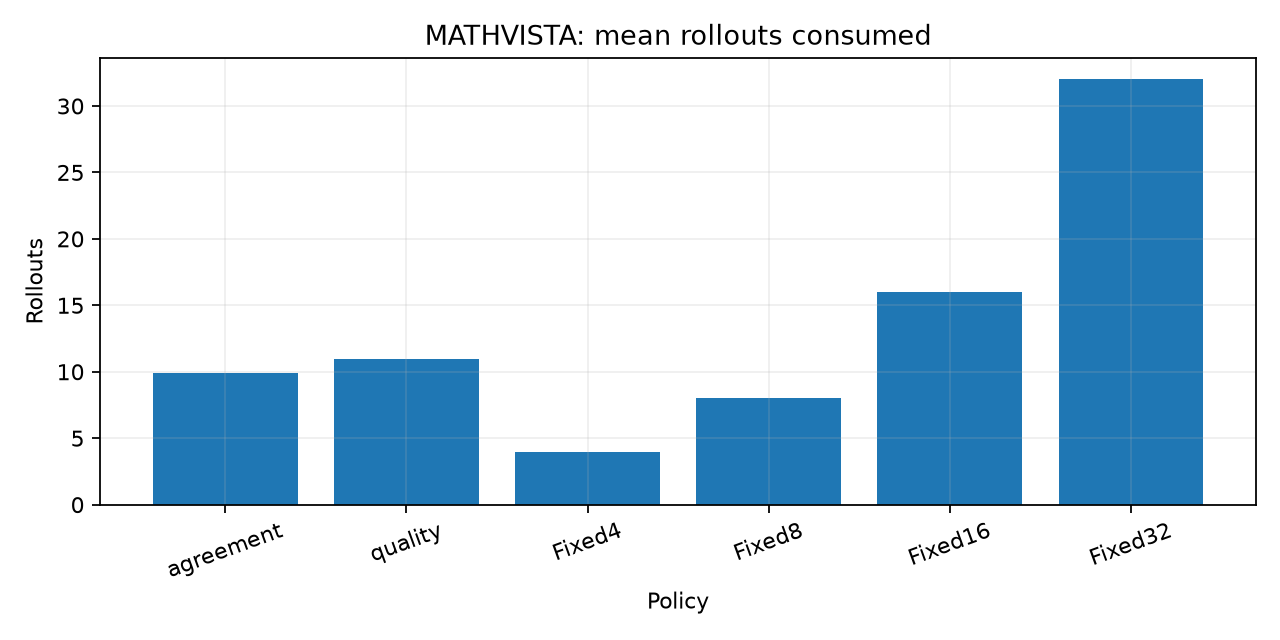 MATHVISTA: mean rollouts consumed
30
25
20
15
10
5
0
Rollouts
agreement
quality
Fixed4
Fixed8
Fixed16
Fixed32
Policy